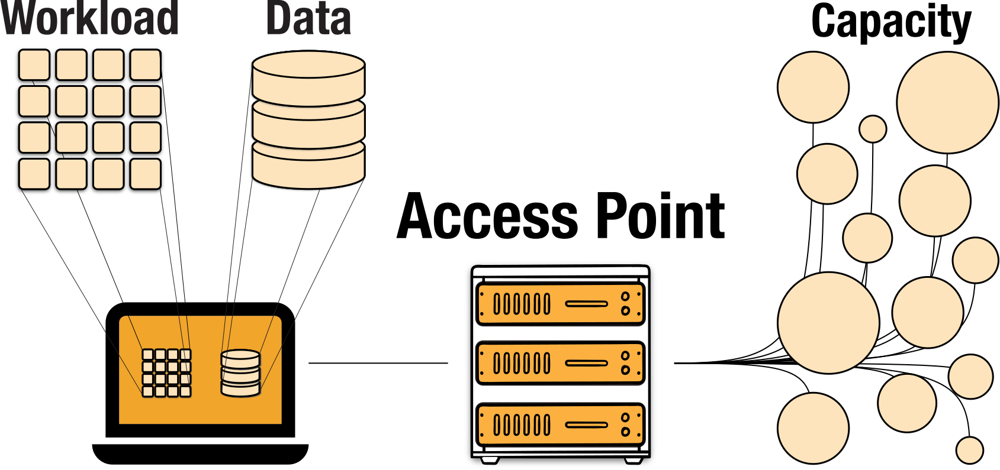 Workload
Data
Capacity
Access Point